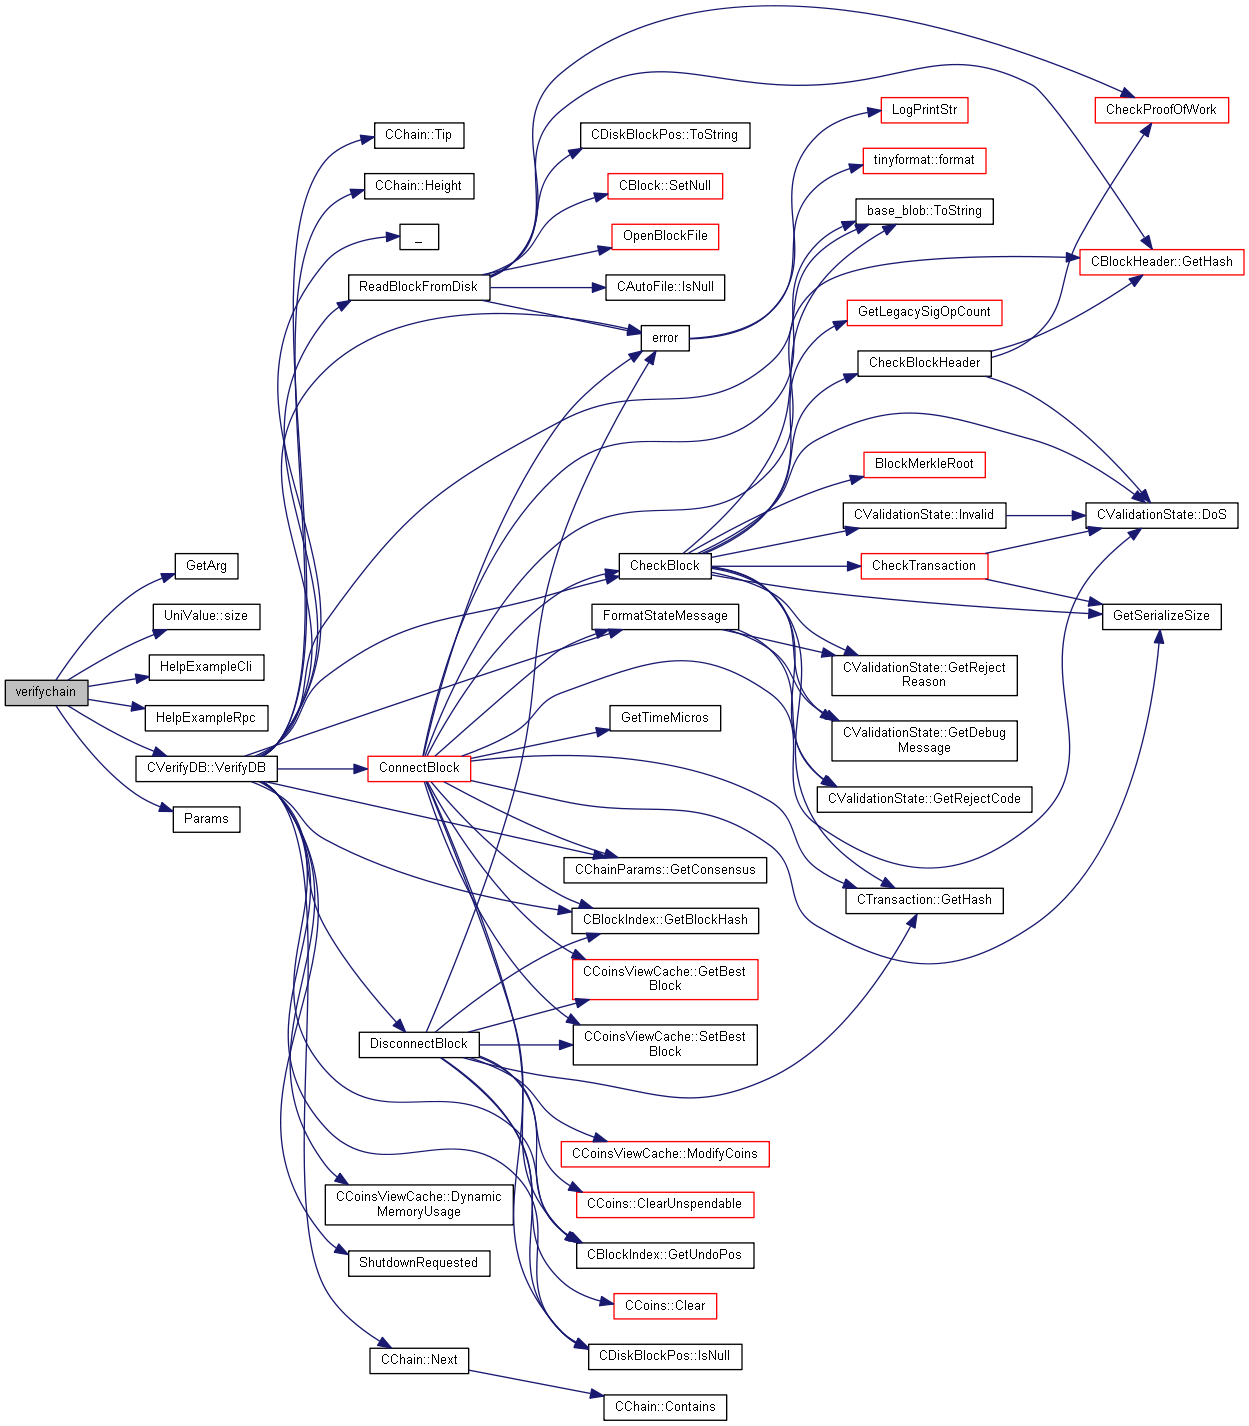 verifychain
GetArg
UniValue::size
HelpExampleCli
HelpExampleRpc
CVerifyDB::VerifyDB
Params
CChain::Tip
CChain::Height
_
ReadBlockFromDisk
ConnectBlock
DisconnectBlock
CCoinsViewCache::Dynamic
MemoryUsage
ShutdownRequested
CChain::Next
CDiskBlockPos::ToString
CBlock::SetNull
OpenBlockFile
CAutoFile::IsNull
error
CheckBlock
FormatStateMessage
GetTimeMicros
CChainParams::GetConsensus
CBlockIndex::GetBlockHash
CCoinsViewCache::GetBest
Block
CCoinsViewCache::SetBest
Block
CCoinsViewCache::ModifyCoins
CCoins::ClearUnspendable
CBlockIndex::GetUndoPos
CCoins::Clear
CDiskBlockPos::IsNull
CChain::Contains
LogPrintStr
tinyformat::format
base_blob::ToString
GetLegacySigOpCount
CheckBlockHeader
BlockMerkleRoot
CValidationState::Invalid
CheckTransaction
CValidationState::GetReject
Reason
CValidationState::GetDebug
Message
CValidationState::GetRejectCode
CTransaction::GetHash
CheckProofOfWork
CBlockHeader::GetHash
CValidationState::DoS
GetSerializeSize